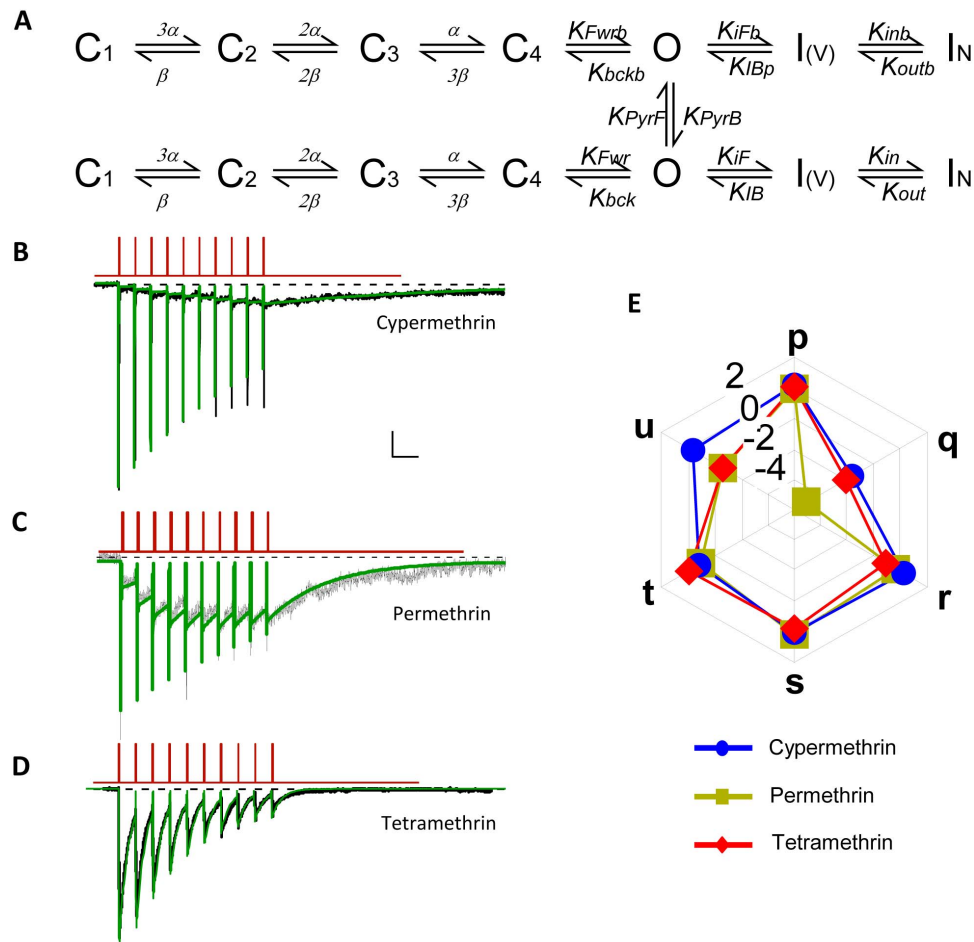 A
3α 2α α KFwrb KiFb Kinb
C1 C2 C3 C4 O I(V) IN
β 2β 3β Kbckb KIBp Koutb
KPyrF KPyrB
3α 2α α KFwr KiF Kin
C1 C2 C3 C4 O I(V) IN
β 2β 3β Kbck KIB Kout
B
Cypermethrin
C
Permethrin
D
Tetramethrin
E
p
2
0
-2
-4
u
q
t
r
s
Cypermethrin
Permethrin
Tetramethrin